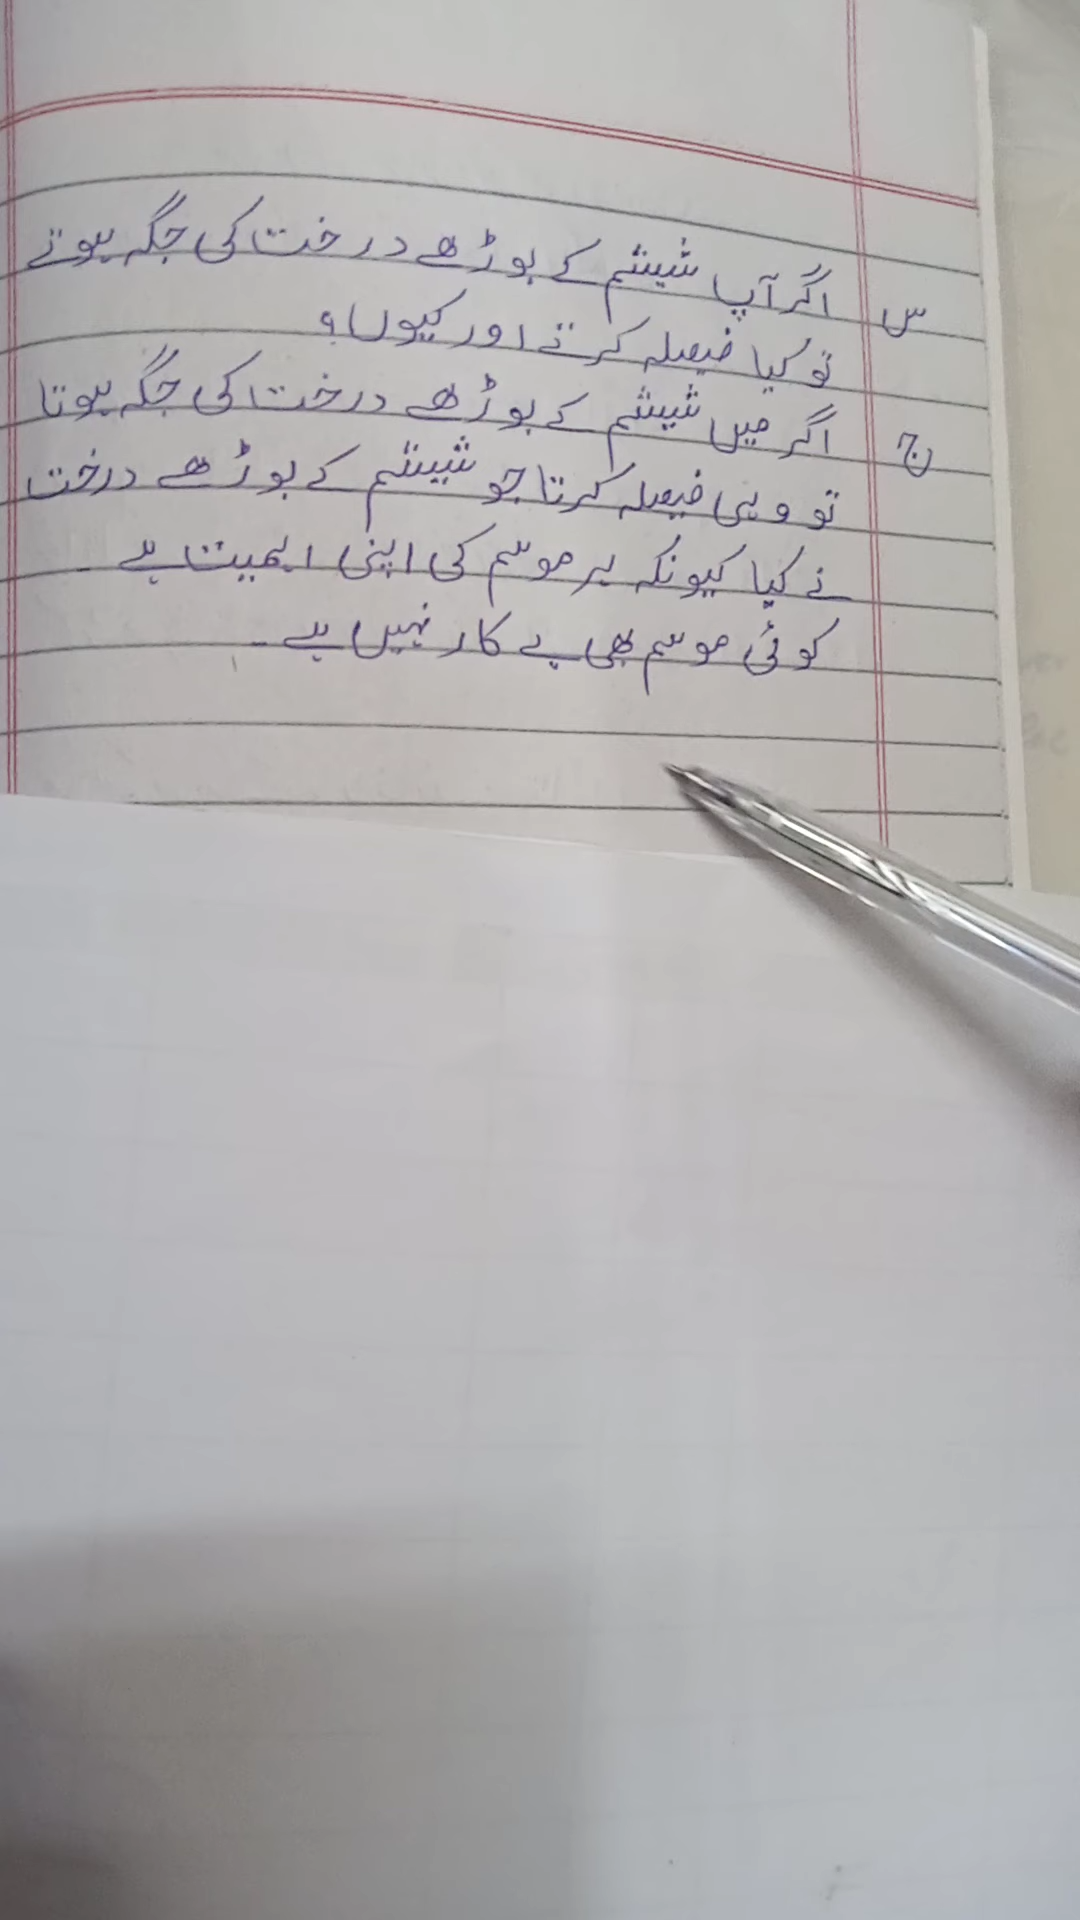 س اگر آپ شیشم کے بوڑھے درخت کی جگہ ہوتے
تو کیا فیصلہ کرتے اور کیوں؟
ج اگر میں شیشم کے بوڑھے درخت کی جگہ ہوتا
تو وہی فیصلہ کرتا جو شیشم کے بوڑھے درخت
نے کیا کیونکہ ہر موسم کی اپنی اہمیت ہے ۔
کوئی موسم بھی بے کار نہیں ہے ۔